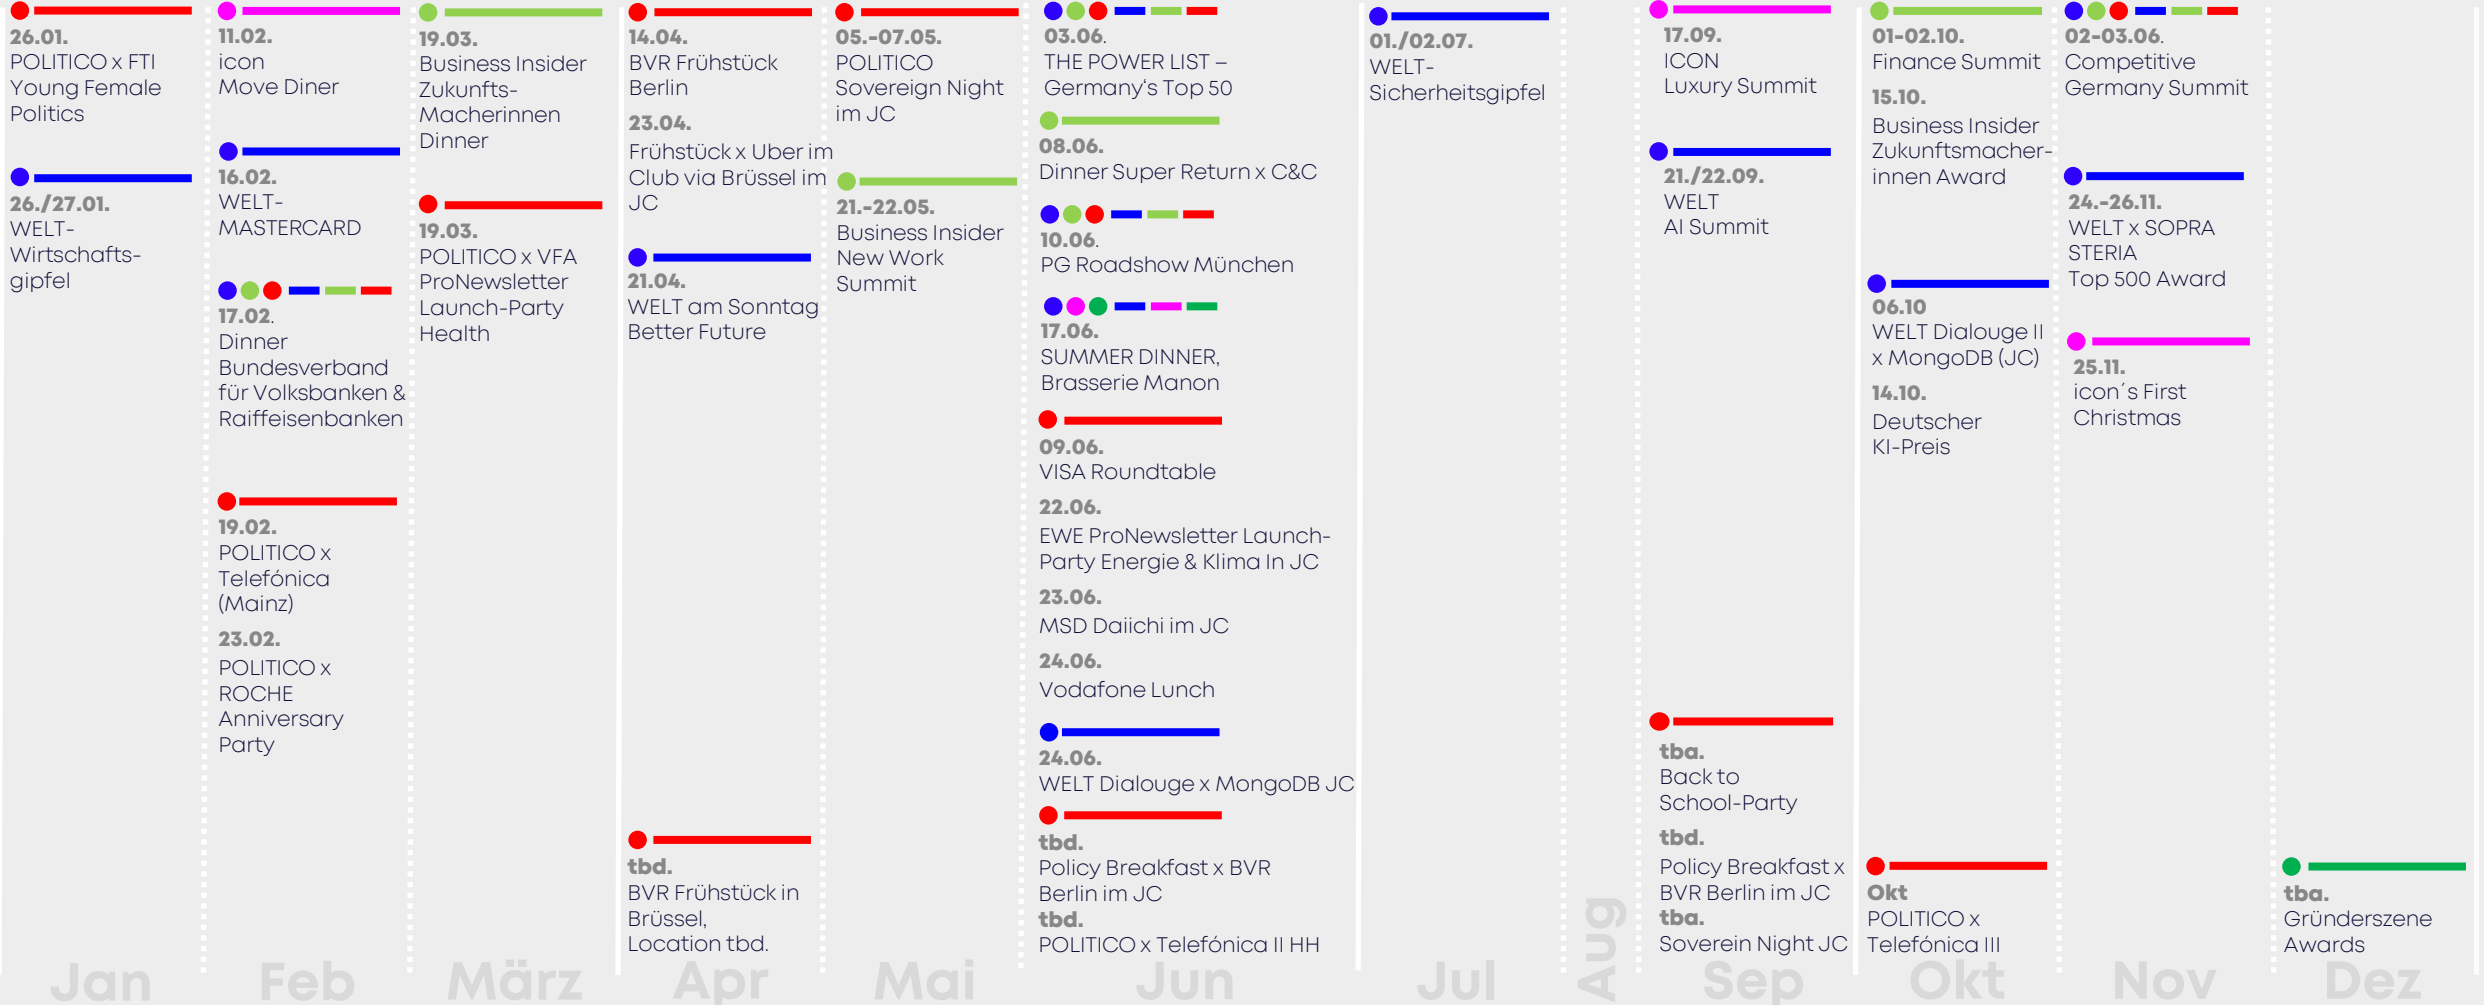 26.01.
POLITICO x FTI
Young Female
Politics
26./27.01.
WELT-
Wirtschafts-
gipfel
Jan
11.02.
icon
Move Diner
16.02.
WELT-
MASTERCARD
17.02.
Dinner
Bundesverband
für Volksbanken &
Raiffeisenbanken
19.02.
POLITICO x
Telefónica
(Mainz)
23.02.
POLITICO x
ROCHE
Anniversary
Party
Feb
19.03.
Business Insider
Zukunfts-
Macherinnen
Dinner
19.03.
POLITICO x VFA
ProNewsletter
Launch-Party
Health
März
14.04.
BVR Frühstück
Berlin
23.04.
Frühstück x Uber im
Club via Brüssel im
JC
21.04.
WELT am Sonntag
Better Future
tbd.
BVR Frühstück in
Brüssel,
Location tbd.
Apr
05.-07.05.
POLITICO
Sovereign Night
im JC
21.-22.05.
Business Insider
New Work
Summit
Mai
03.06.
THE POWER LIST –
Germany‘s Top 50
08.06.
Dinner Super Return x C&C
10.06.
PG Roadshow München
17.06.
SUMMER DINNER,
Brasserie Manon
09.06.
VISA Roundtable
22.06.
EWE ProNewsletter Launch-
Party Energie & Klima In JC
23.06.
MSD Daiichi im JC
24.06.
Vodafone Lunch
24.06.
WELT Dialouge x MongoDB JC
tbd.
Policy Breakfast x BVR
Berlin im JC
tbd.
POLITICO x Telefónica II HH
Jun
01./02.07.
WELT-
Sicherheitsgipfel
Jul
Aug
17.09.
ICON
Luxury Summit
21./22.09.
WELT
AI Summit
tba.
Back to
School-Party
tbd.
Policy Breakfast x
BVR Berlin im JC
tba.
Soverein Night JC
Sep
01-02.10.
Finance Summit
15.10.
Business Insider
Zukunftsmacher-
innen Award
06.10
WELT Dialouge II
x MongoDB (JC)
14.10.
Deutscher
KI-Preis
Okt
POLITICO x
Telefónica III
Okt
02-03.06.
Competitive
Germany Summit
24.-26.11.
WELT x SOPRA
STERIA
Top 500 Award
25.11.
icon´s First
Christmas
Nov
tba.
Gründerszene
Awards
Dez